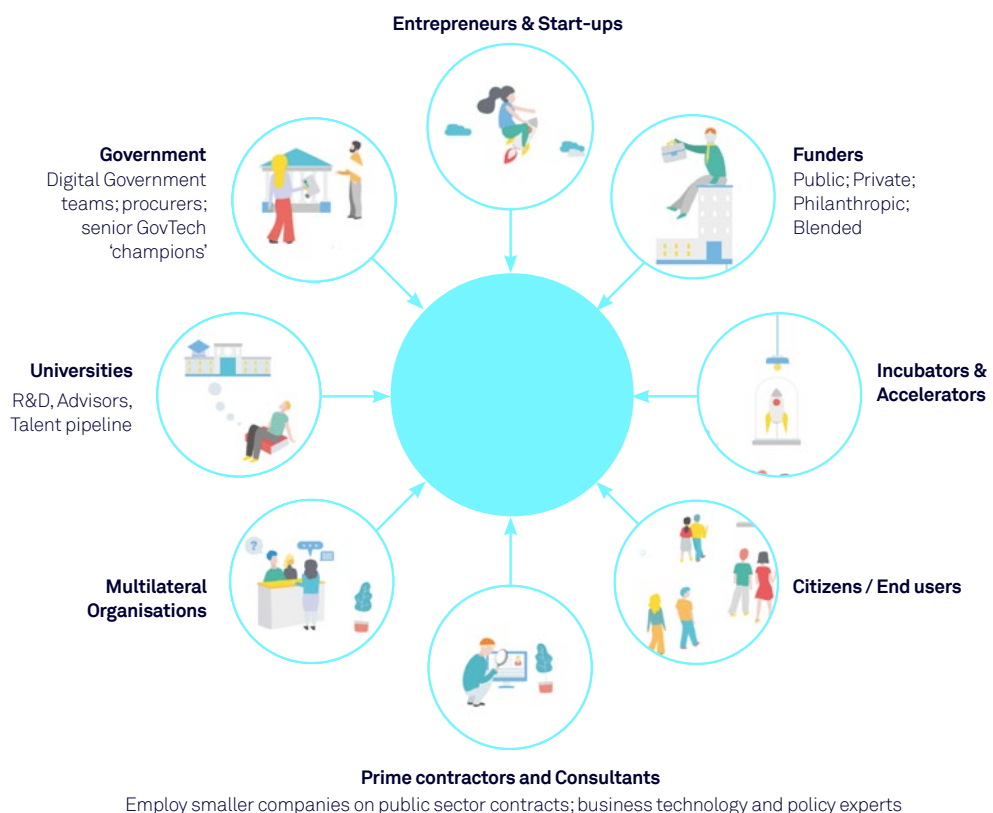 Entrepreneurs & Start-ups
Government
Digital Government
teams; procurers;
senior GovTech
‘champions’
Funders
Public; Private;
Philanthropic;
Blended
Universities
R&D, Advisors,
Talent pipeline
Incubators &
Accelerators
Multilateral
Organisations
?
Citizens / End users
Prime contractors and Consultants
Employ smaller companies on public sector contracts; business technology and policy experts